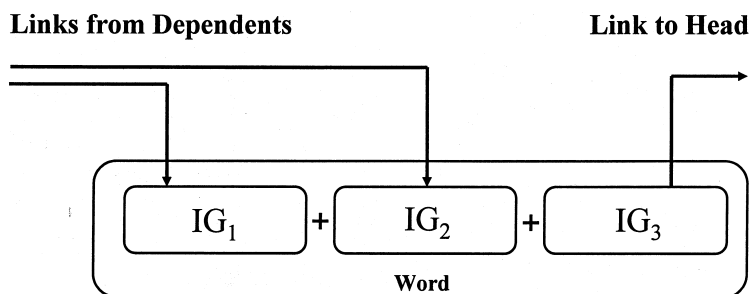 Links from Dependents Link to Head
IG₁ + IG₂ + IG₃
Word